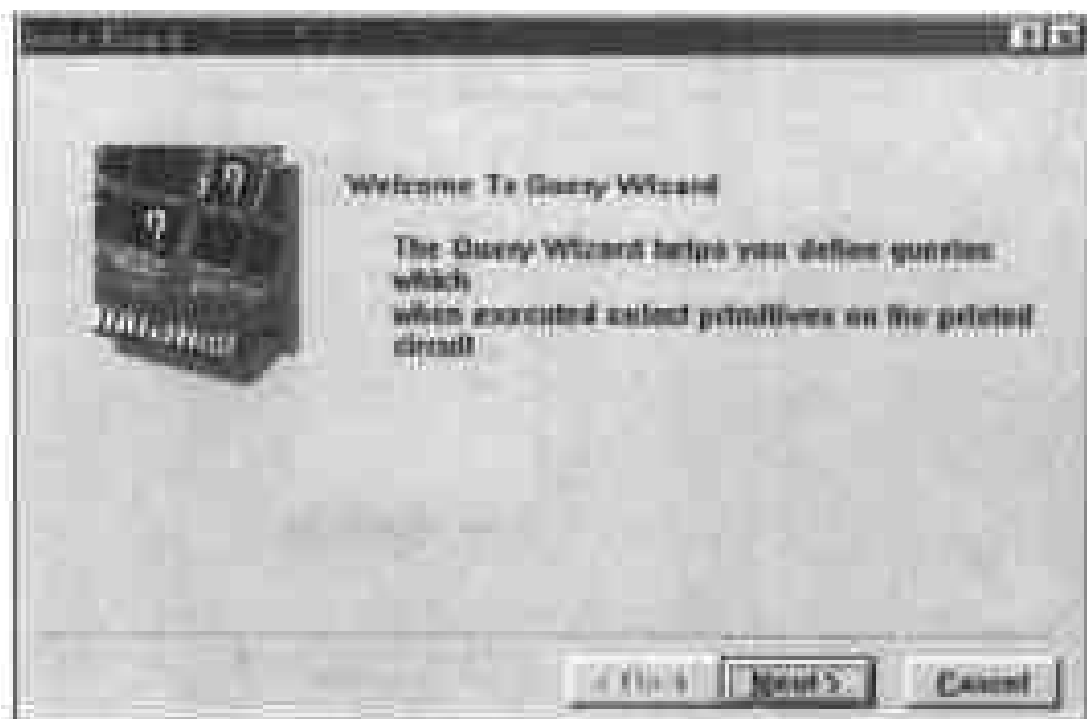 Welcome To Query Wizard
The Query Wizard helps you define queries
which
when executed select primitives on the printed
circuit
< Back
Next >
Cancel